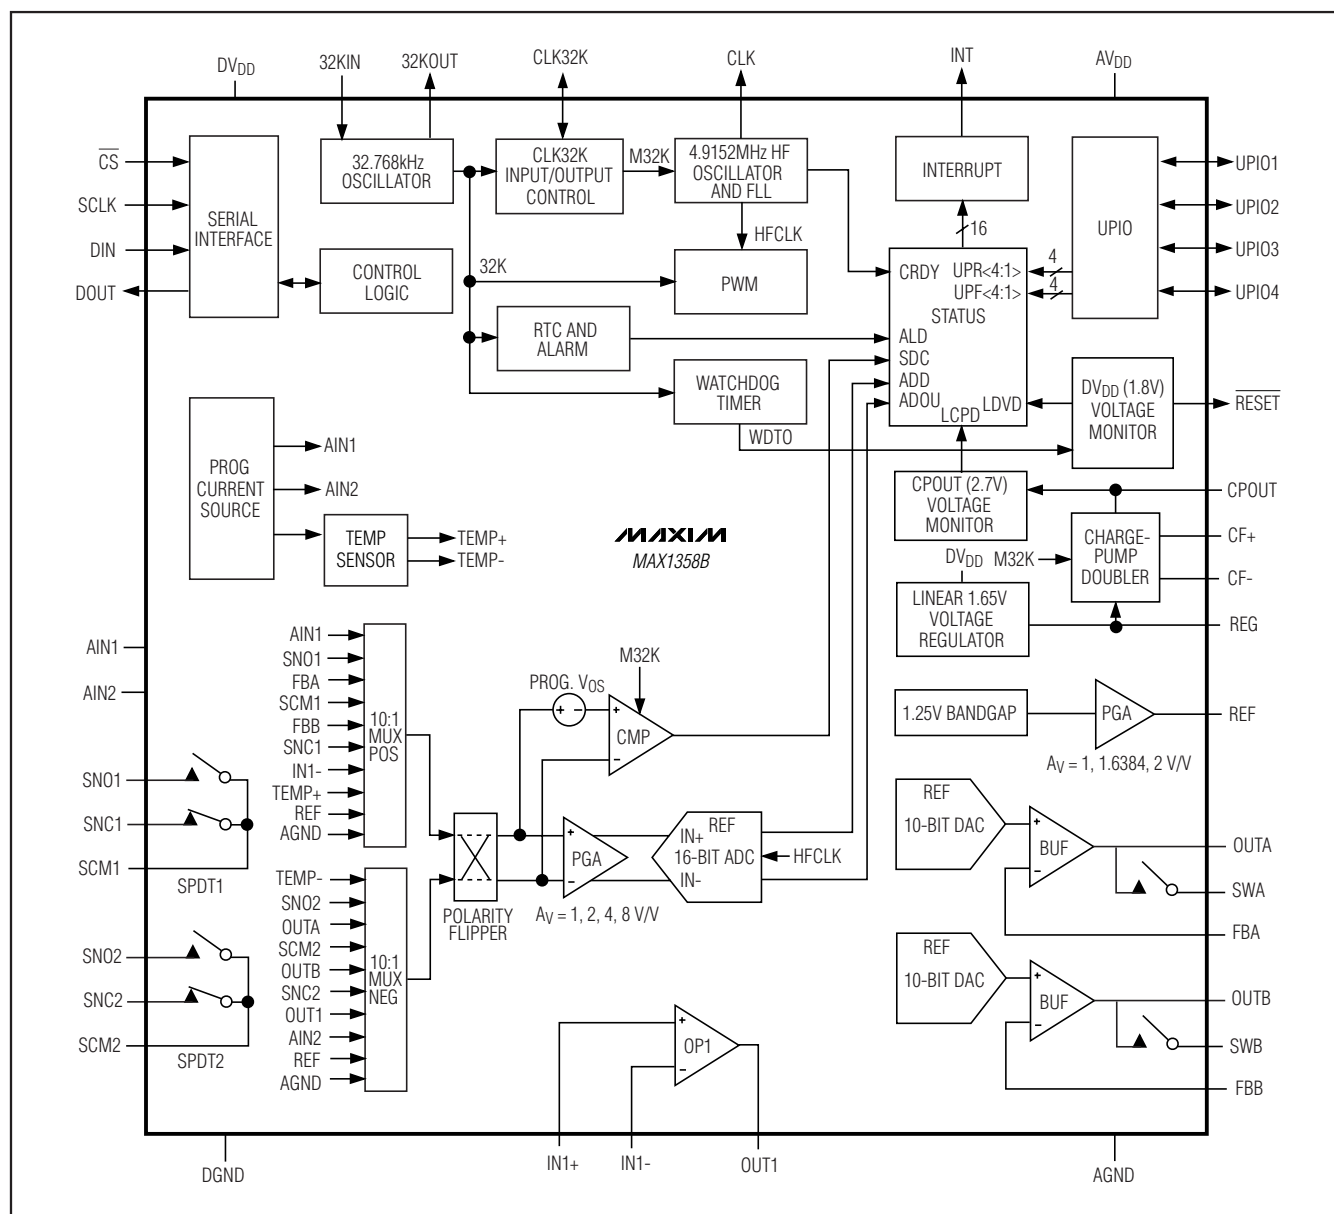 DVDD
32KIN
32KOUT
CLK32K
CLK
INT
AVDD
CS
SCLK
DIN
DOUT
SERIAL
INTERFACE
32.768kHz
OSCILLATOR
CLK32K
INPUT/OUTPUT
CONTROL
M32K
4.9152MHz HF
OSCILLATOR
AND FLL
INTERRUPT
16
UPIO
UPIO1
UPIO2
UPIO3
UPIO4
CONTROL
LOGIC
32K
HFCLK
PWM
CRDY
UPR<4:1>
4
UPF<4:1>
4
STATUS
ALD
SDC
ADD
ADOU
LDVD
LCPD
RTC AND
ALARM
WATCHDOG
TIMER
WDTO
DVDD (1.8V)
VOLTAGE
MONITOR
RESET
PROG
CURRENT
SOURCE
AIN1
AIN2
TEMP
SENSOR
TEMP+
TEMP-
MAXIM
MAX1358B
CPOUT (2.7V)
VOLTAGE
MONITOR
CPOUT
CHARGE-
PUMP
DOUBLER
M32K
CF+
CF-
DVDD
LINEAR 1.65V
VOLTAGE
REGULATOR
REG
AIN1
AIN2
AIN1
SNO1
FBA
SCM1
FBB
SNC1
IN1-
TEMP+
REF
AGND
10:1
MUX
POS
PROG. VOS
+ -
M32K
+
CMP
-
1.25V BANDGAP
PGA
REF
AV = 1, 1.6384, 2 V/V
SNO1
SNC1
SCM1
SPDT1
TEMP-
SNO2
OUTA
SCM2
OUTB
SNC2
OUT1
AIN2
REF
AGND
10:1
MUX
NEG
POLARITY
FLIPPER
+
PGA
-
AV = 1, 2, 4, 8 V/V
IN+
REF
16-BIT ADC
IN-
HFCLK
REF
10-BIT DAC
+
BUF
-
OUTA
SWA
FBA
SNO2
SNC2
SCM2
SPDT2
REF
10-BIT DAC
+
BUF
-
OUTB
SWB
FBB
+
OP1
-
DGND
IN1+
IN1-
OUT1
AGND